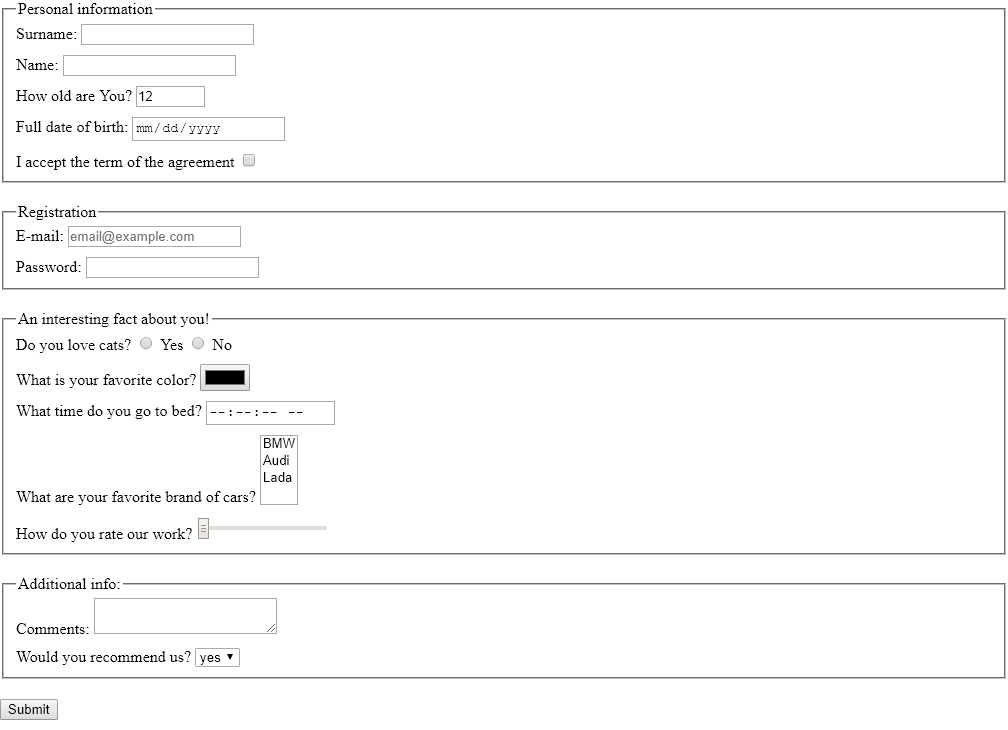 Personal information
Surname:
Name:
How old are You? 12
Full date of birth: mm/dd/yyyy
I accept the term of the agreement
Registration
E-mail: email@example.com
Password:
An interesting fact about you!
Do you love cats? Yes No
What is your favorite color?
What time do you go to bed? --:--:-- --
BMW
Audi
Lada
What are your favorite brand of cars?
How do you rate our work?
Additional info:
Comments:
Would you recommend us? yes
Submit